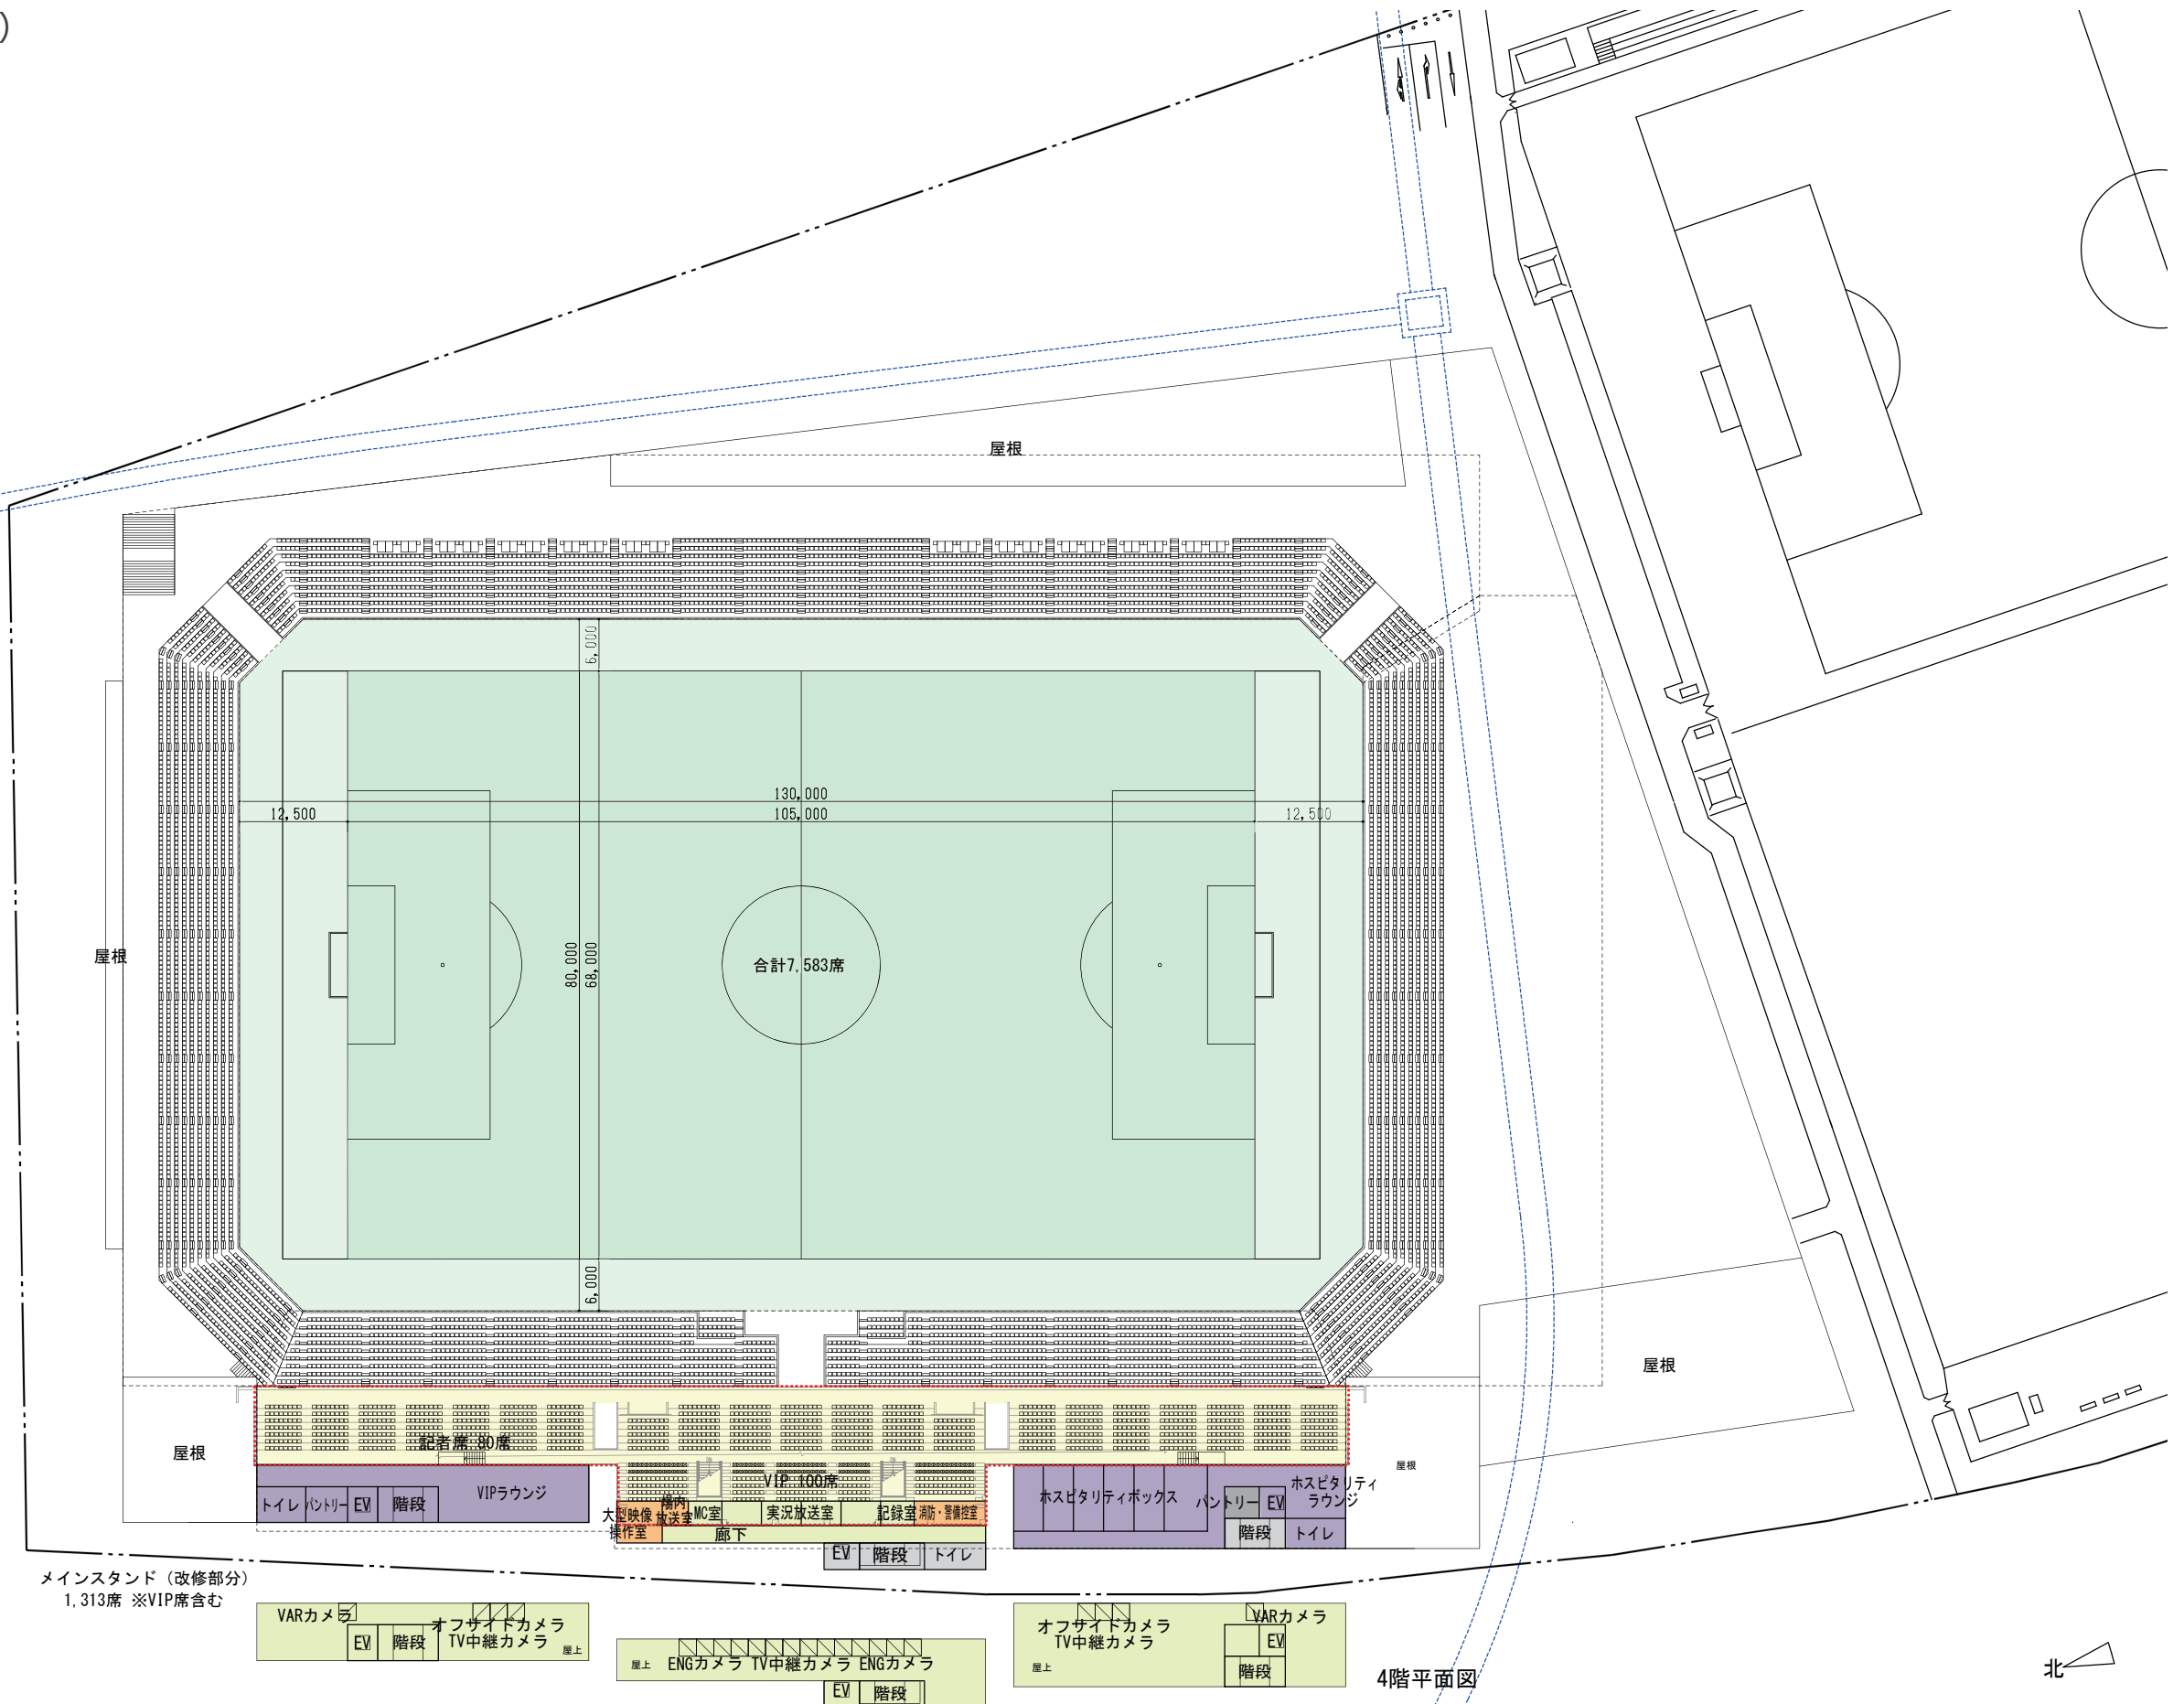 )
屋根
6,000
130,000
12,500
105,000
12,500
屋根
80,000
68,000
合計7,583席
6,000
屋根
記者席 80席
屋根
屋根
VIP 100席
VIPラウンジ
トイレ
パントリー
EV
階段
大型映像
操作室
場内
放送室
MC室
実況放送室
記録室
消防・警備控室
廊下
EV
階段
トイレ
ホスピタリティボックス
ホスピタリティ
ラウンジ
パントリー
EV
階段
トイレ
メインスタンド（改修部分）
1,313席 ※VIP席含む
VARカメラ
オフサイドカメラ
TV中継カメラ
EV
階段
屋上
屋上
ENGカメラ TV中継カメラ ENGカメラ
EV
階段
オフサイドカメラ
TV中継カメラ
VARカメラ
EV
階段
屋上
4階平面図
北